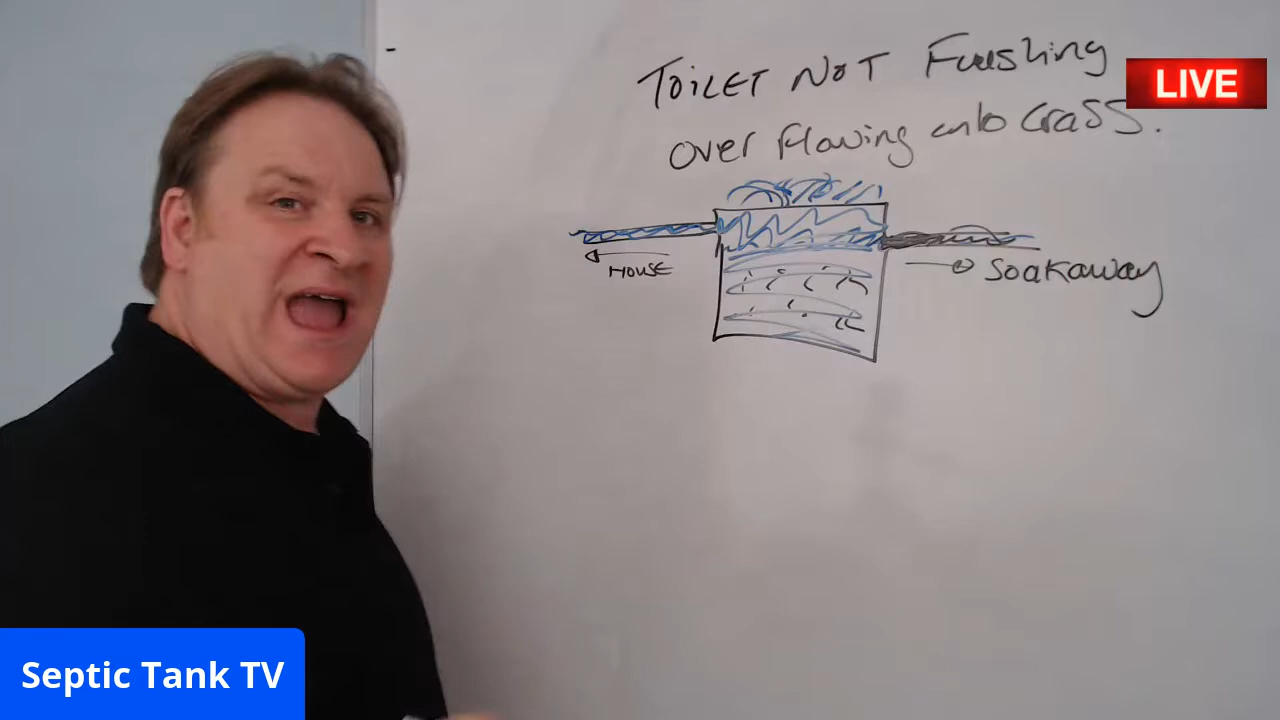 TOILET NOT Flushing
LIVE
over flowing onto GraSS.
HOUSE
Soakaway
Septic Tank TV